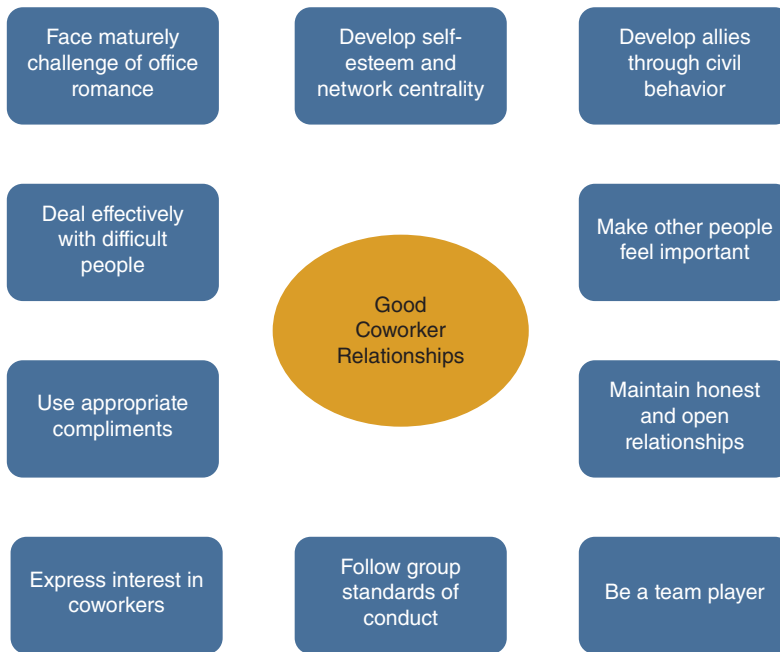 Face maturely
challenge of office
romance
Develop self-
esteem and
network centrality
Develop allies
through civil
behavior
Deal effectively
with difficult
people
Make other people
feel important
Good
Coworker
Relationships
Use appropriate
compliments
Maintain honest
and open
relationships
Express interest in
coworkers
Follow group
standards of
conduct
Be a team player